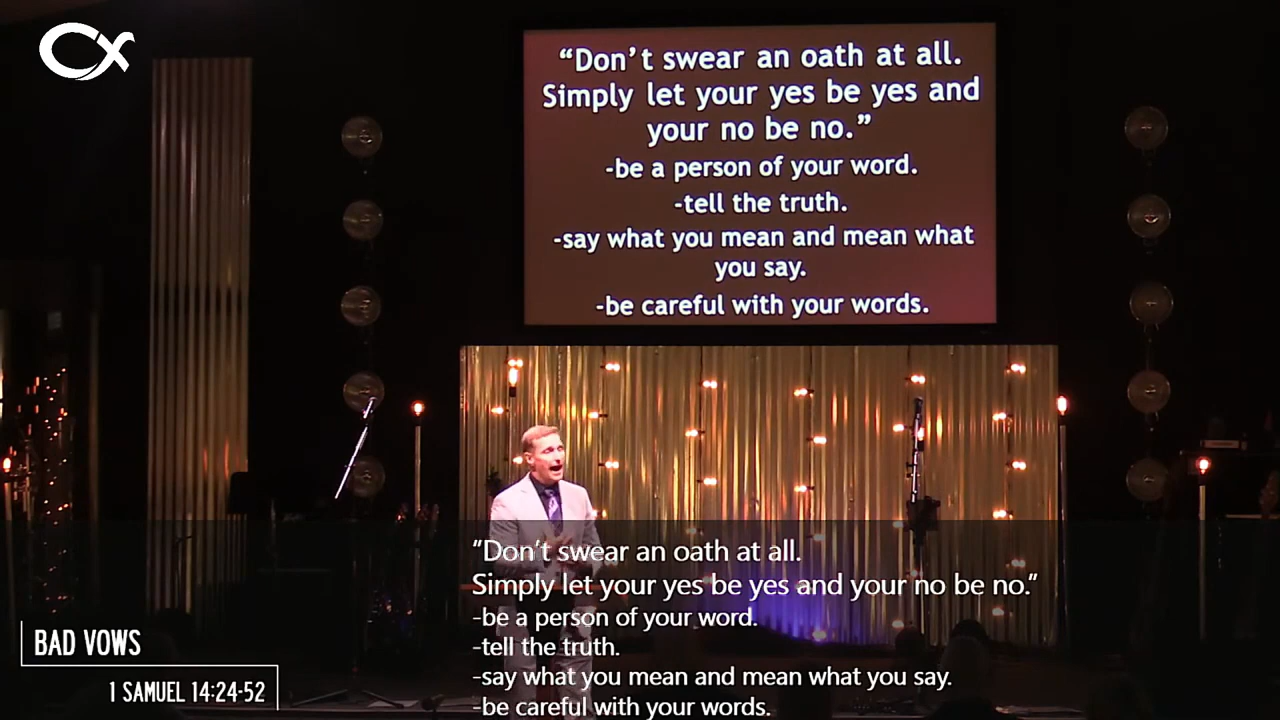 CX
“Don’t swear an oath at all.
Simply let your yes be yes and
your no be no.”
-be a person of your word.
-tell the truth.
-say what you mean and mean what
you say.
-be careful with your words.
"Don't swear an oath at all.
Simply let your yes be yes and your no be no."
-be a person of your word.
-tell the truth.
-say what you mean and mean what you say.
-be careful with your words.
BAD VOWS
1 SAMUEL 14:24-52